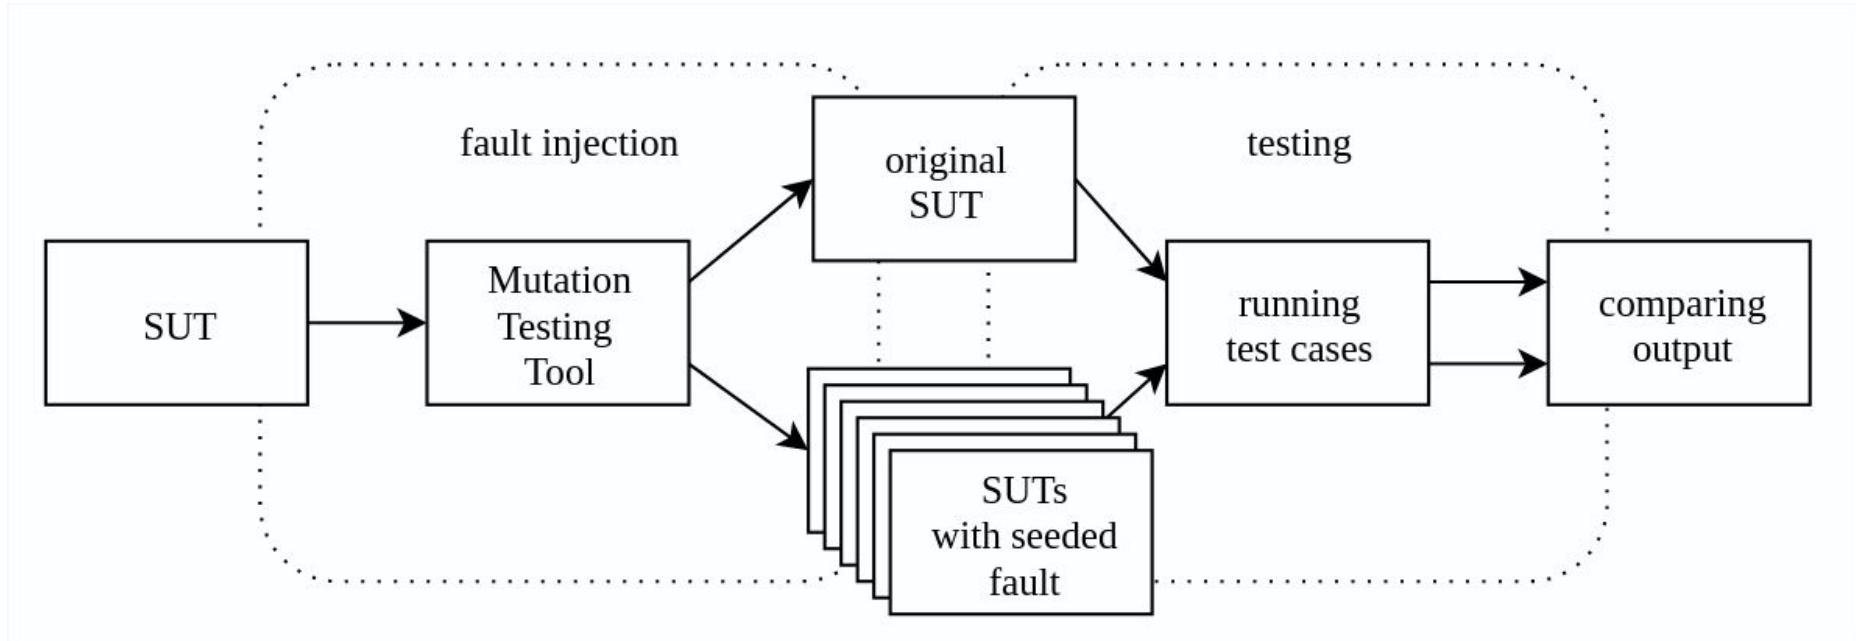 fault injection
testing
original
SUT
SUT
Mutation
Testing
Tool
running
test cases
comparing
output
SUTs
with seeded
fault